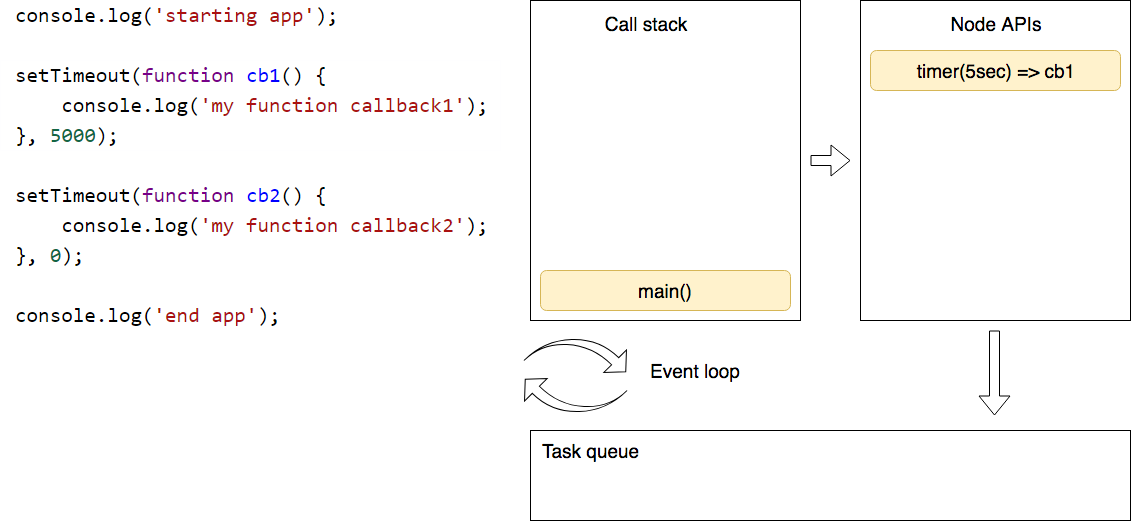 console.log('starting app');
setTimeout(function cb1() {
    console.log('my function callback1');
}, 5000);
setTimeout(function cb2() {
    console.log('my function callback2');
}, 0);
console.log('end app');
Call stack
main()
Node APIs
timer(5sec) => cb1
Event loop
Task queue